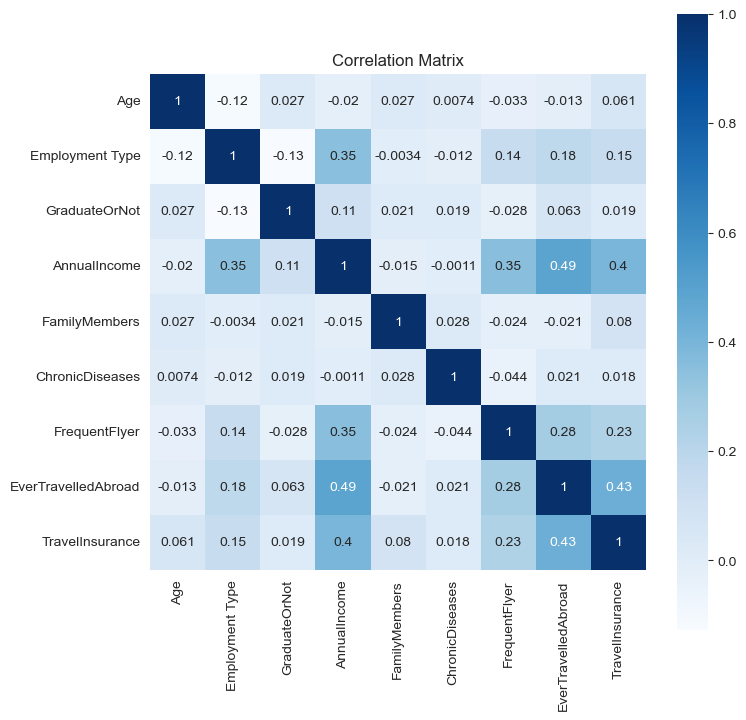 Correlation Matrix
Age 1 -0.12 0.027 -0.02 0.027 0.0074 -0.033 -0.013 0.061
Employment Type -0.12 1 -0.13 0.35 -0.0034 -0.012 0.14 0.18 0.15
GraduateOrNot 0.027 -0.13 1 0.11 0.021 0.019 -0.028 0.063 0.019
AnnualIncome -0.02 0.35 0.11 1 -0.015 -0.0011 0.35 0.49 0.4
FamilyMembers 0.027 -0.0034 0.021 -0.015 1 0.028 -0.024 -0.021 0.08
ChronicDiseases 0.0074 -0.012 0.019 -0.0011 0.028 1 -0.044 0.021 0.018
FrequentFlyer -0.033 0.14 -0.028 0.35 -0.024 -0.044 1 0.28 0.23
EverTravelledAbroad -0.013 0.18 0.063 0.49 -0.021 0.021 0.28 1 0.43
TravelInsurance 0.061 0.15 0.019 0.4 0.08 0.018 0.23 0.43 1
Age
Employment Type
GraduateOrNot
AnnualIncome
FamilyMembers
ChronicDiseases
FrequentFlyer
EverTravelledAbroad
TravelInsurance
1.0
0.8
0.6
0.4
0.2
0.0